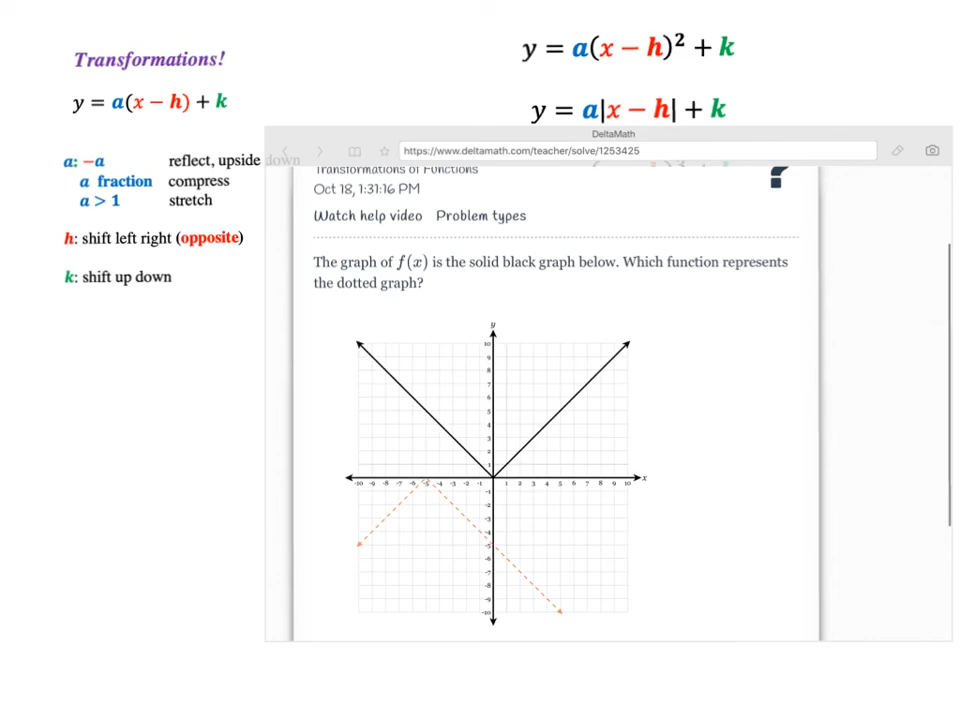 Transformations!
y = a(x − h) + k
a: −a reflect, upside down
a fraction compress
a > 1 stretch
h: shift left right (opposite)
k: shift up down
y = a(x − h)² + k
y = a|x − h| + k
DeltaMath
https://www.deltamath.com/teacher/solve/1253425
Transformations of Functions
?
Oct 18, 1:31:16 PM
Watch help video Problem types
The graph of f(x) is the solid black graph below. Which function represents
the dotted graph?
y
10
9
8
7
6
5
4
3
2
1
-10 -9 -8 -7 -6 -5 -4 -3 -2 -1 1 2 3 4 5 6 7 8 9 10 x
-1
-2
-3
-4
-5
-6
-7
-8
-9
-10